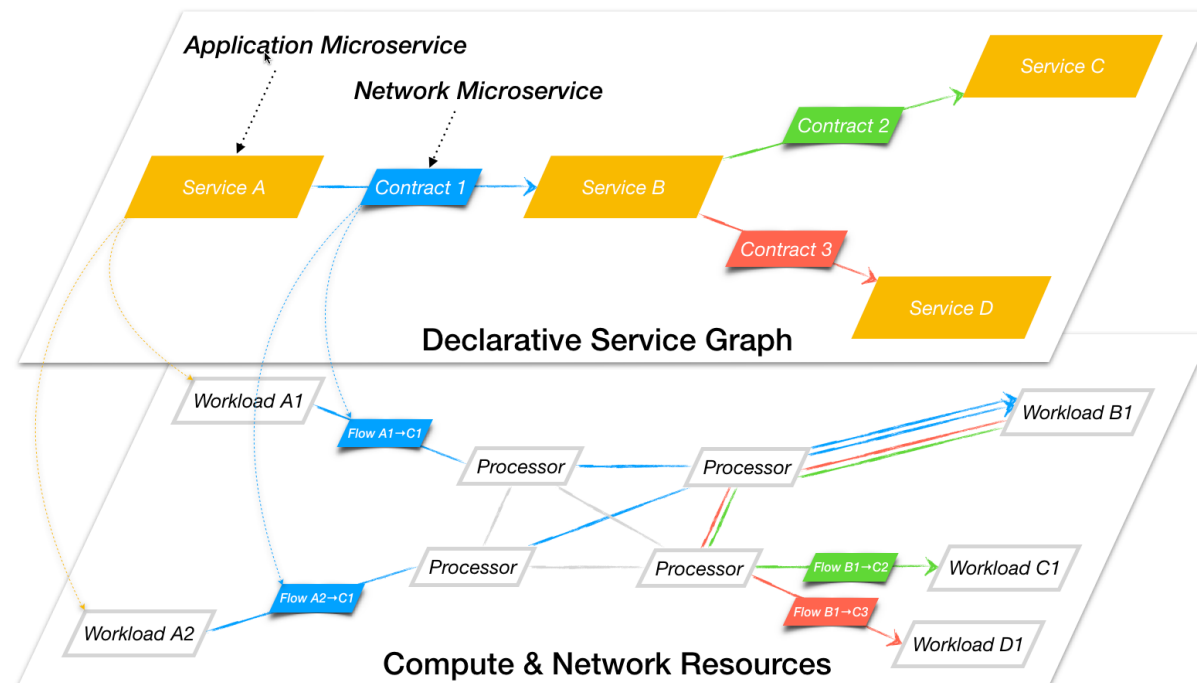 Application Microservice
Network Microservice
Service C
Contract 2
Service A
Contract 1
Service B
Contract 3
Service D
Declarative Service Graph
Workload A1
Workload B1
Flow A1→C1
Processor
Processor
Processor
Processor
Flow B1→C2
Workload C1
Flow A2→C1
Flow B1→C3
Workload A2
Workload D1
Compute & Network Resources